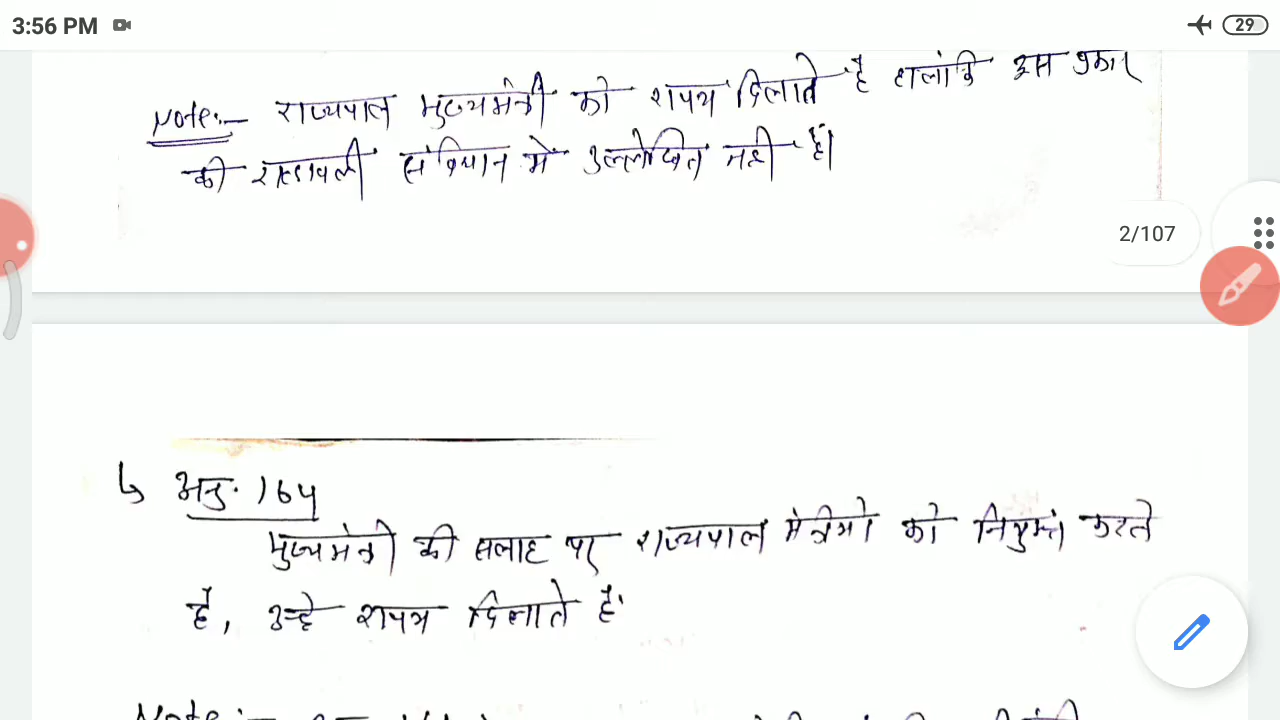 3:56 PM 29
Note:- राज्यपाल मुख्यमंत्री को शपथ दिलाते है हालांकि इस प्रकार
की शब्दावली संविधान में उल्लेखित नही है।
2/107
↳ अनु. 164
मुख्यमंत्री की सलाह पर राज्यपाल मंत्रियो को नियुक्त करते
है, उन्हे शपथ दिलाते है
Note:-